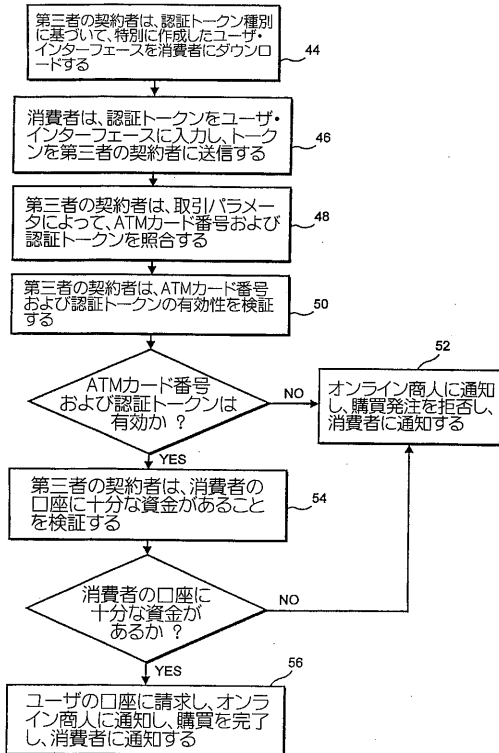 第三者の契約者は、認証トークン種別
に基づいて、特別に作成したユーザ・
インターフェースを消費者にダウンロ
ードする
44
消費者は、認証トークンをユーザ・
インターフェースに入力し、トーク
ンを第三者の契約者に送信する
46
第三者の契約者は、取引パラメ
ータによって、ATMカード番号および
認証トークンを照合する
48
第三者の契約者は、ATMカード番号
および認証トークンの有効性を検証
する
50
ATMカード番号
および認証トークンは
有効か ?
NO
YES
52
オンライン商人に通知
し、購買発注を拒否し、
消費者に通知する
第三者の契約者は、消費者の
口座に十分な資金があること
を検証する
54
消費者の口座に
十分な資金が
あるか ?
NO
YES
56
ユーザの口座に請求し、オンラ
イン商人に通知し、購買を完了
し、消費者に通知する